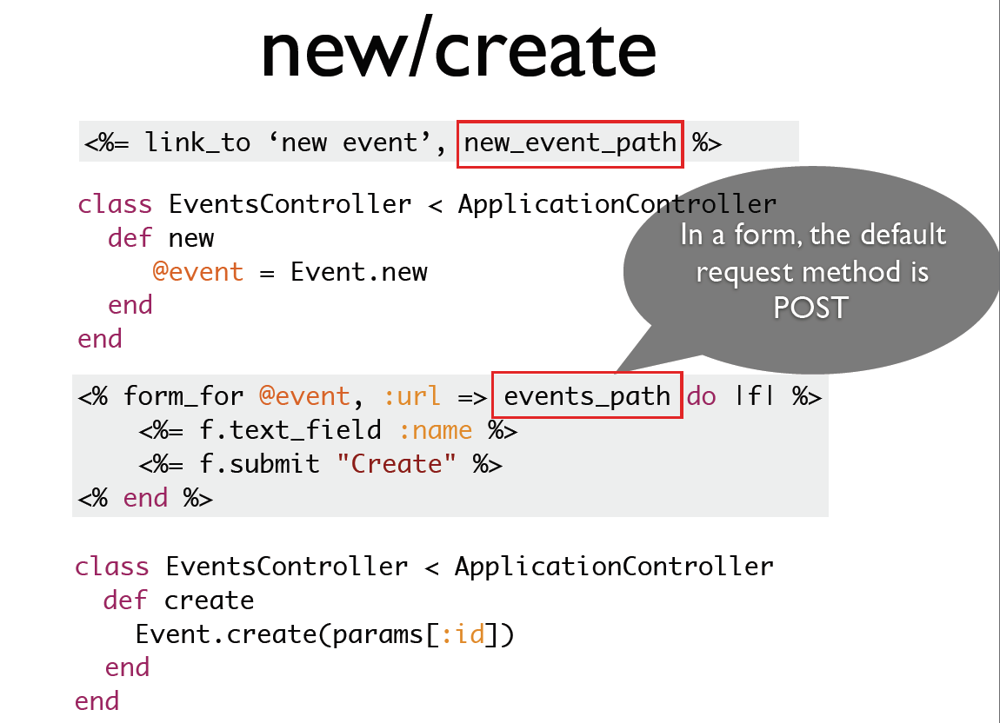 new/create
<%= link_to ‘new event’, new_event_path %>
class EventsController < ApplicationController
def new
@event = Event.new
end
end
In a form, the default
request method is
POST
<% form_for @event, :url => events_path do |f| %>
<%= f.text_field :name %>
<%= f.submit "Create" %>
<% end %>
class EventsController < ApplicationController
def create
Event.create(params[:id])
end
end